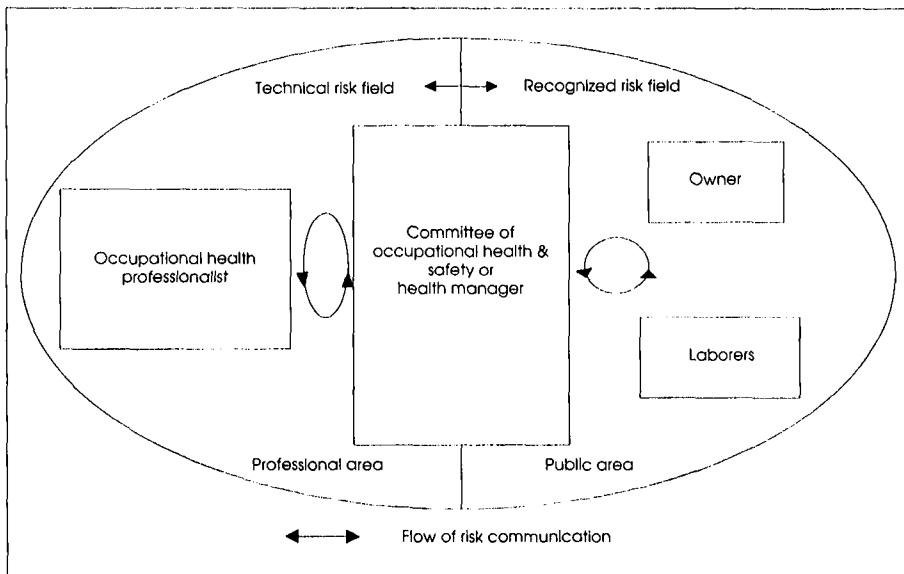 Technical risk field
Recognized risk field
Owner
Occupational health
professionalist
Committee of
occupational health &
safety or
health manager
Laborers
Professional area
Public area
Flow of risk communication